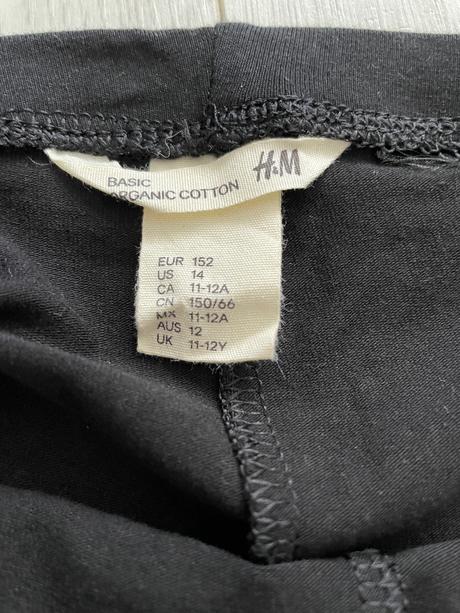 BASIC
ORGANIC COTTON
H&M
EUR 152
US 14
CA 11-12A
CN 150/66
MX 11-12A
AUS 12
UK 11-12Y